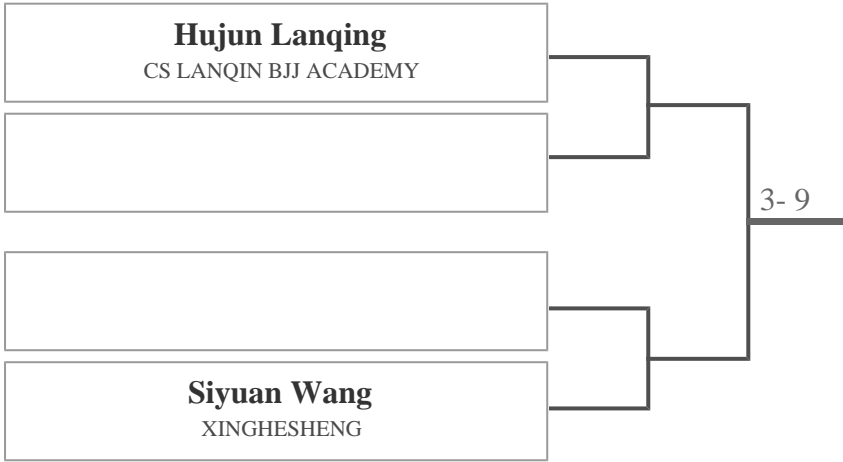 Hujun Lanqing
CS LANQIN BJJ ACADEMY
3- 9
Siyuan Wang
XINGHESHENG